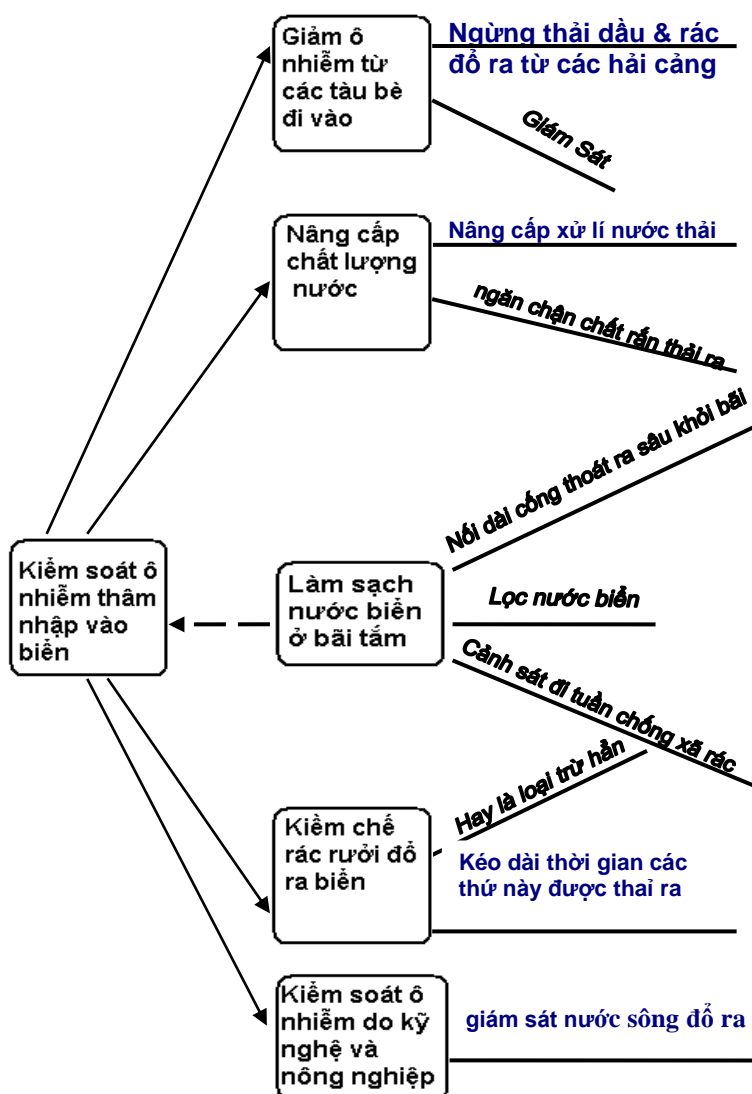 Giảm ô
nhiễm từ
các tàu bè
đi vào
Ngừng thải dầu & rác
đổ ra từ các hải cảng
Giám Sát
Nâng cấp
chất lượng
nước
Nâng cấp xử lí nước thải
ngăn chận chất rắn thải ra
Kiểm soát ô
nhiễm thâm
nhập vào
biển
Làm sạch
nước biển
ở bãi tắm
Nối dài cống thoát ra sâu khỏi bãi
Lọc nước biển
Cảnh sát đi tuần chống xã rác
Kiềm chế
rác rưởi đổ
ra biển
Hay là loại trừ hẳn
Kéo dài thời gian các
thứ này được thaỉ ra
Kiểm soát ô
nhiễm do kỹ
nghệ và
nông nghiệp
giám sát nước sông đổ ra